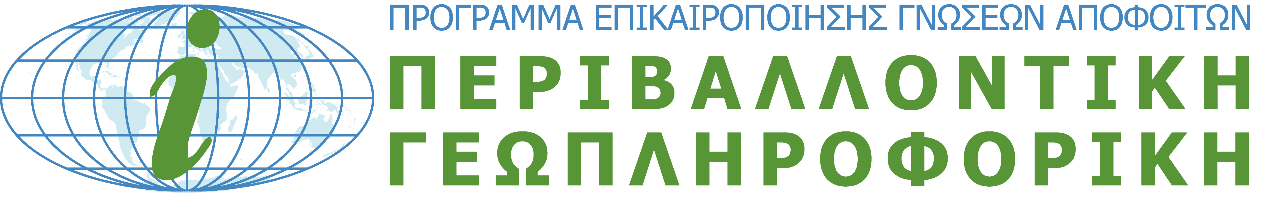 ΠΡΟΓΡΑΜΜΑ ΕΠΙΚΑΙΡΟΠΟΙΗΣΗΣ ΓΝΩΣΕΩΝ ΑΠΟΦΟΙΤΩΝ
ΠΕΡΙΒΑΛΛΟΝΤΙΚΗ
ΓΕΩΠΛΗΡΟΦΟΡΙΚΗ
i